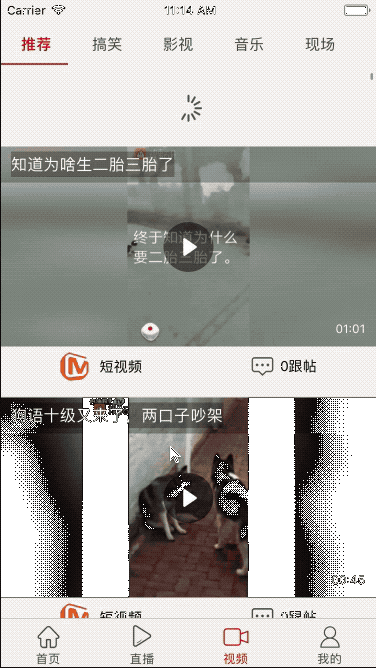 Carrier 11:14 AM
推荐 搞笑 影视 音乐 现场
知道为啥生二胎三胎了
终于知道为什么
要二胎三胎了。
01:01
短视频 0跟帖
狗语十级又来了，两口子吵架
00:45
短视频 0跟帖
首页 直播 视频 我的